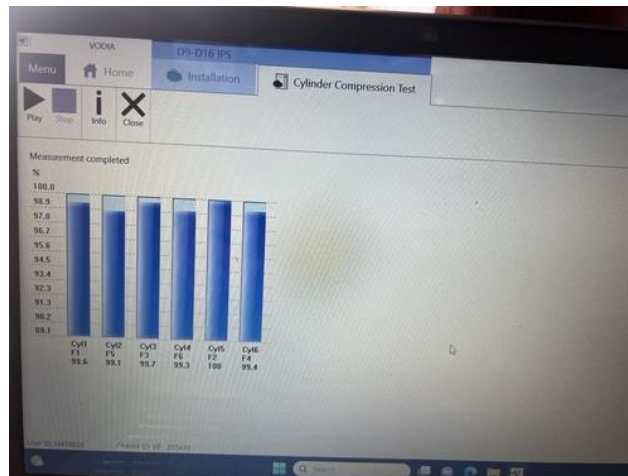 VODIA
D9-D16 IPS
Menu
Home
Installation
Cylinder Compression Test
Play
Stop
Info
Close
Measurement completed
%
100.0
98.9
97.8
96.7
95.6
94.5
93.4
92.3
91.3
90.2
89.1
Cyl1 Cyl2 Cyl3 Cyl4 Cyl5 Cyl6
F1 F5 F3 F6 F2 F4
99.6 99.1 99.7 99.3 100 99.4